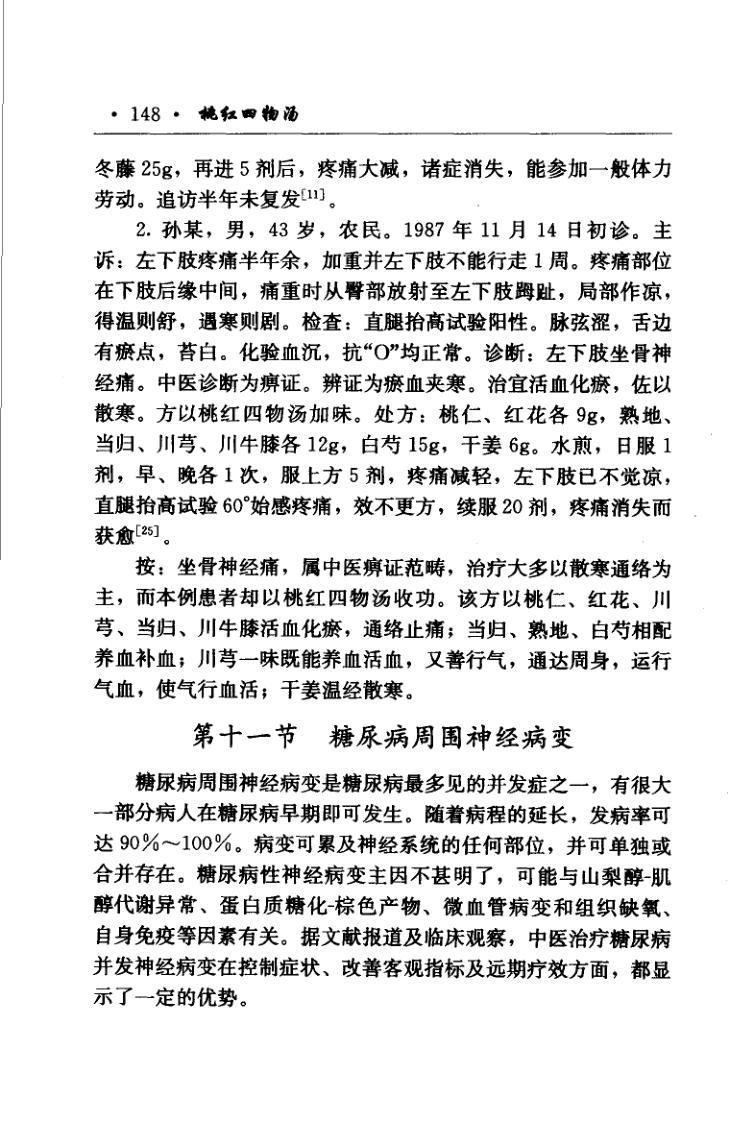 · 148 · 桃红四物汤
冬藤 25g，再进 5 剂后，疼痛大减，诸症消失，能参加一般体力
劳动。追访半年未复发[11]。
2. 孙某，男，43 岁，农民。1987 年 11 月 14 日初诊。主
诉：左下肢疼痛半年余，加重并左下肢不能行走 1 周。疼痛部位
在下肢后缘中间，痛重时从臀部放射至左下肢踇趾，局部作凉，
得温则舒，遇寒则剧。检查：直腿抬高试验阳性。脉弦涩，舌边
有瘀点，苔白。化验血沉，抗“O”均正常。诊断：左下肢坐骨神
经痛。中医诊断为痹证。辨证为瘀血夹寒。治宜活血化瘀，佐以
散寒。方以桃红四物汤加味。处方：桃仁、红花各 9g，熟地、
当归、川芎、川牛膝各 12g，白芍 15g，干姜 6g。水煎，日服 1
剂，早、晚各 1 次，服上方 5 剂，疼痛减轻，左下肢已不觉凉，
直腿抬高试验 60°始感疼痛，效不更方，续服 20 剂，疼痛消失而
获愈[25]。
按：坐骨神经痛，属中医痹证范畴，治疗大多以散寒通络为
主，而本例患者却以桃红四物汤收功。该方以桃仁、红花、川
芎、当归、川牛膝活血化瘀，通络止痛；当归、熟地、白芍相配
养血补血；川芎一味既能养血活血，又善行气，通达周身，运行
气血，使气行血活；干姜温经散寒。
第十一节　糖尿病周围神经病变
糖尿病周围神经病变是糖尿病最多见的并发症之一，有很大
一部分病人在糖尿病早期即可发生。随着病程的延长，发病率可
达 90％～100％。病变可累及神经系统的任何部位，并可单独或
合并存在。糖尿病性神经病变主因不甚明了，可能与山梨醇-肌
醇代谢异常、蛋白质糖化-棕色产物、微血管病变和组织缺氧、
自身免疫等因素有关。据文献报道及临床观察，中医治疗糖尿病
并发神经病变在控制症状、改善客观指标及远期疗效方面，都显
示了一定的优势。